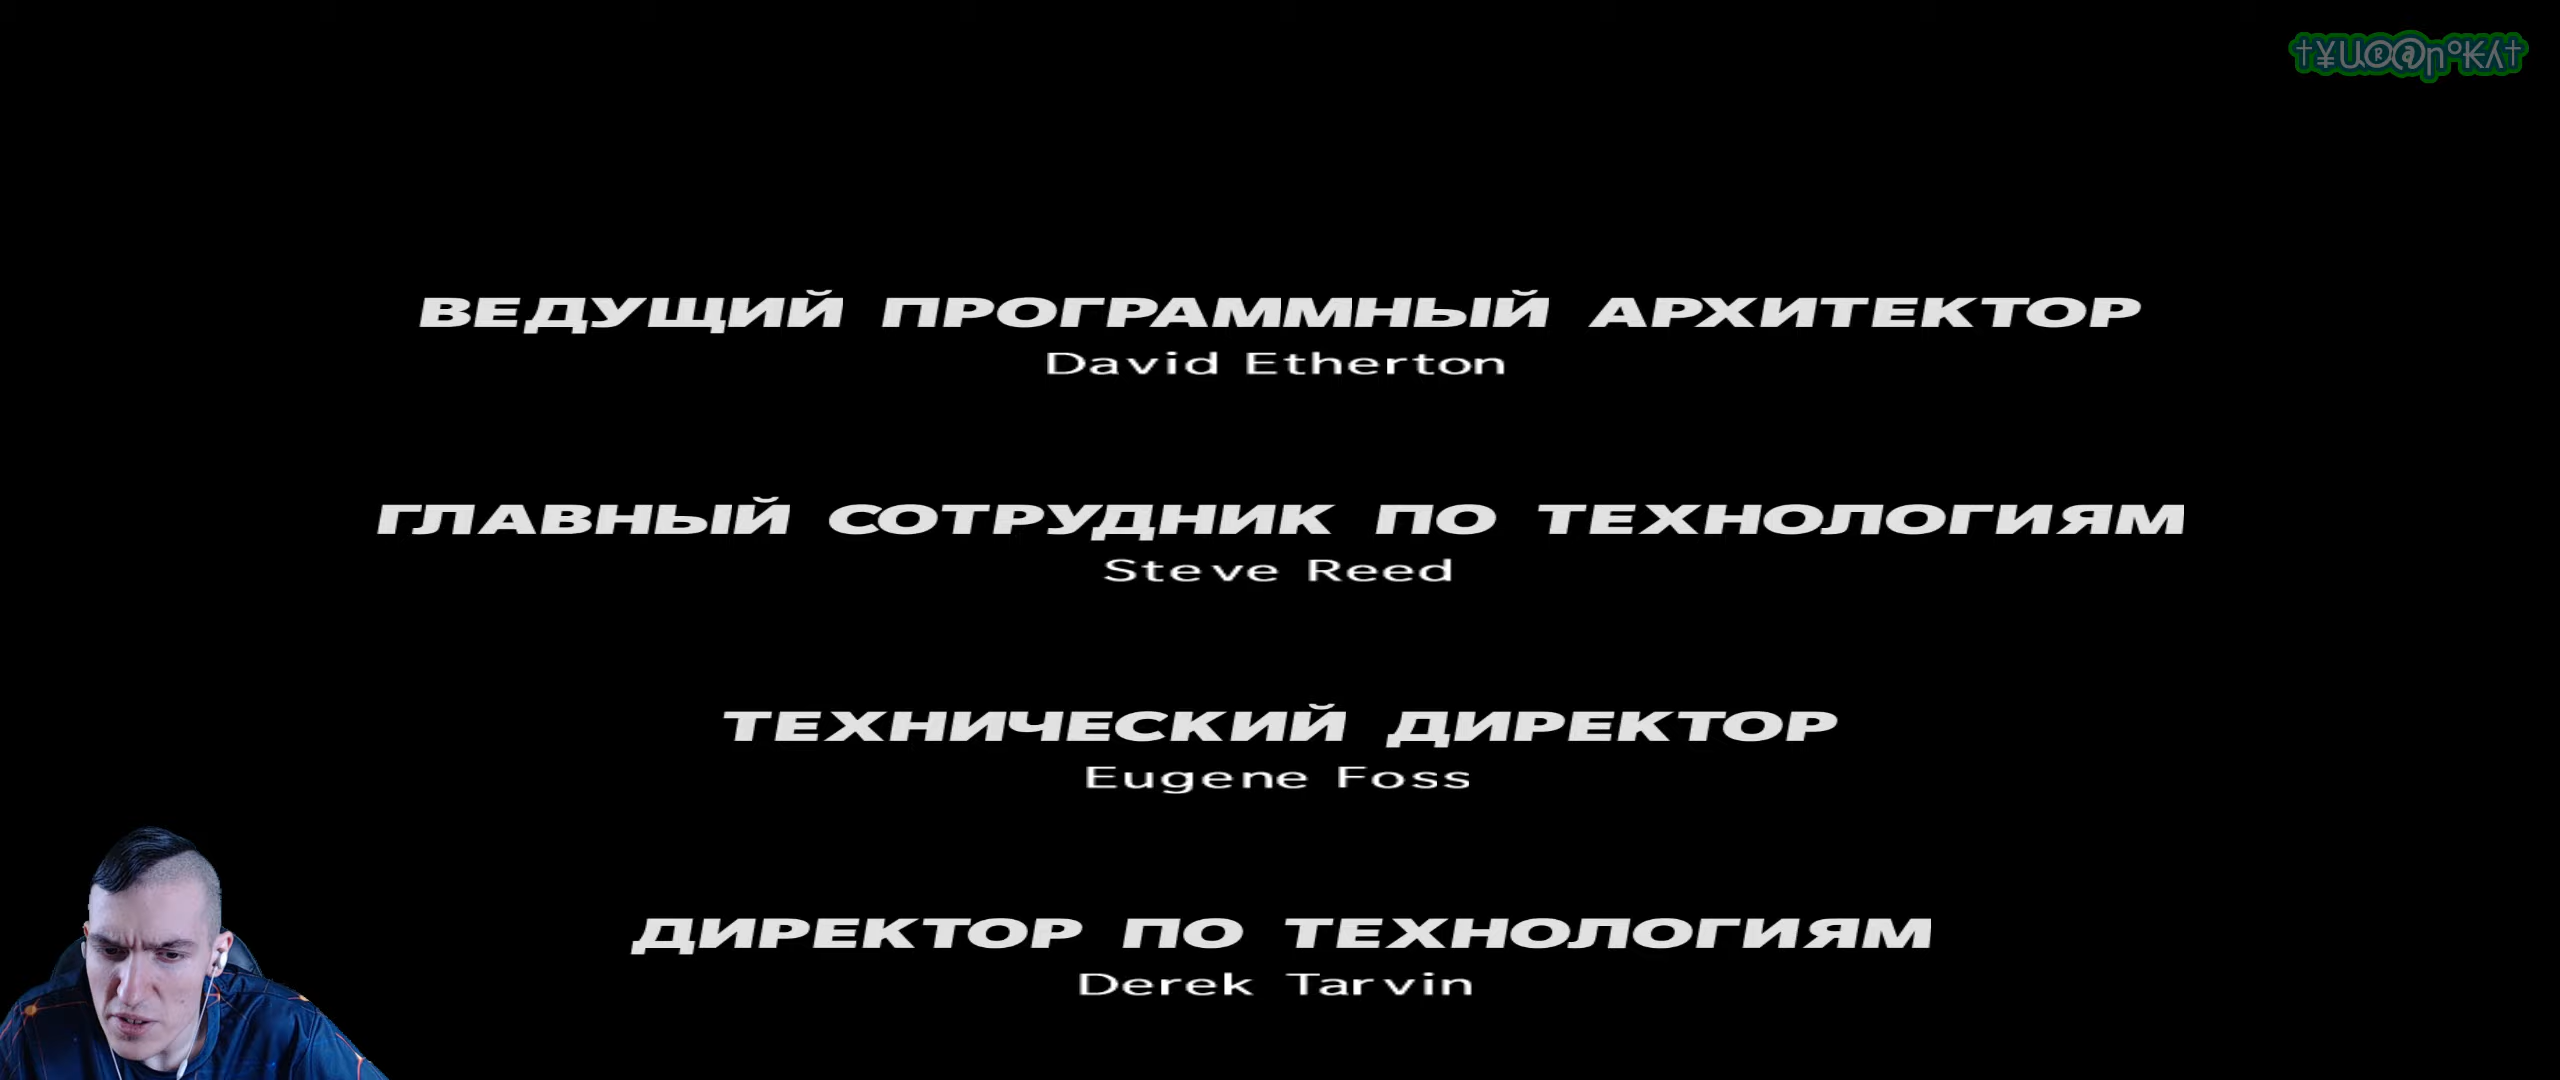 †¥U®@η°₭Λ†
ВЕДУЩИЙ ПРОГРАММНЫЙ АРХИТЕКТОР
David Etherton
ГЛАВНЫЙ СОТРУДНИК ПО ТЕХНОЛОГИЯМ
Steve Reed
ТЕХНИЧЕСКИЙ ДИРЕКТОР
Eugene Foss
ДИРЕКТОР ПО ТЕХНОЛОГИЯМ
Derek Tarvin